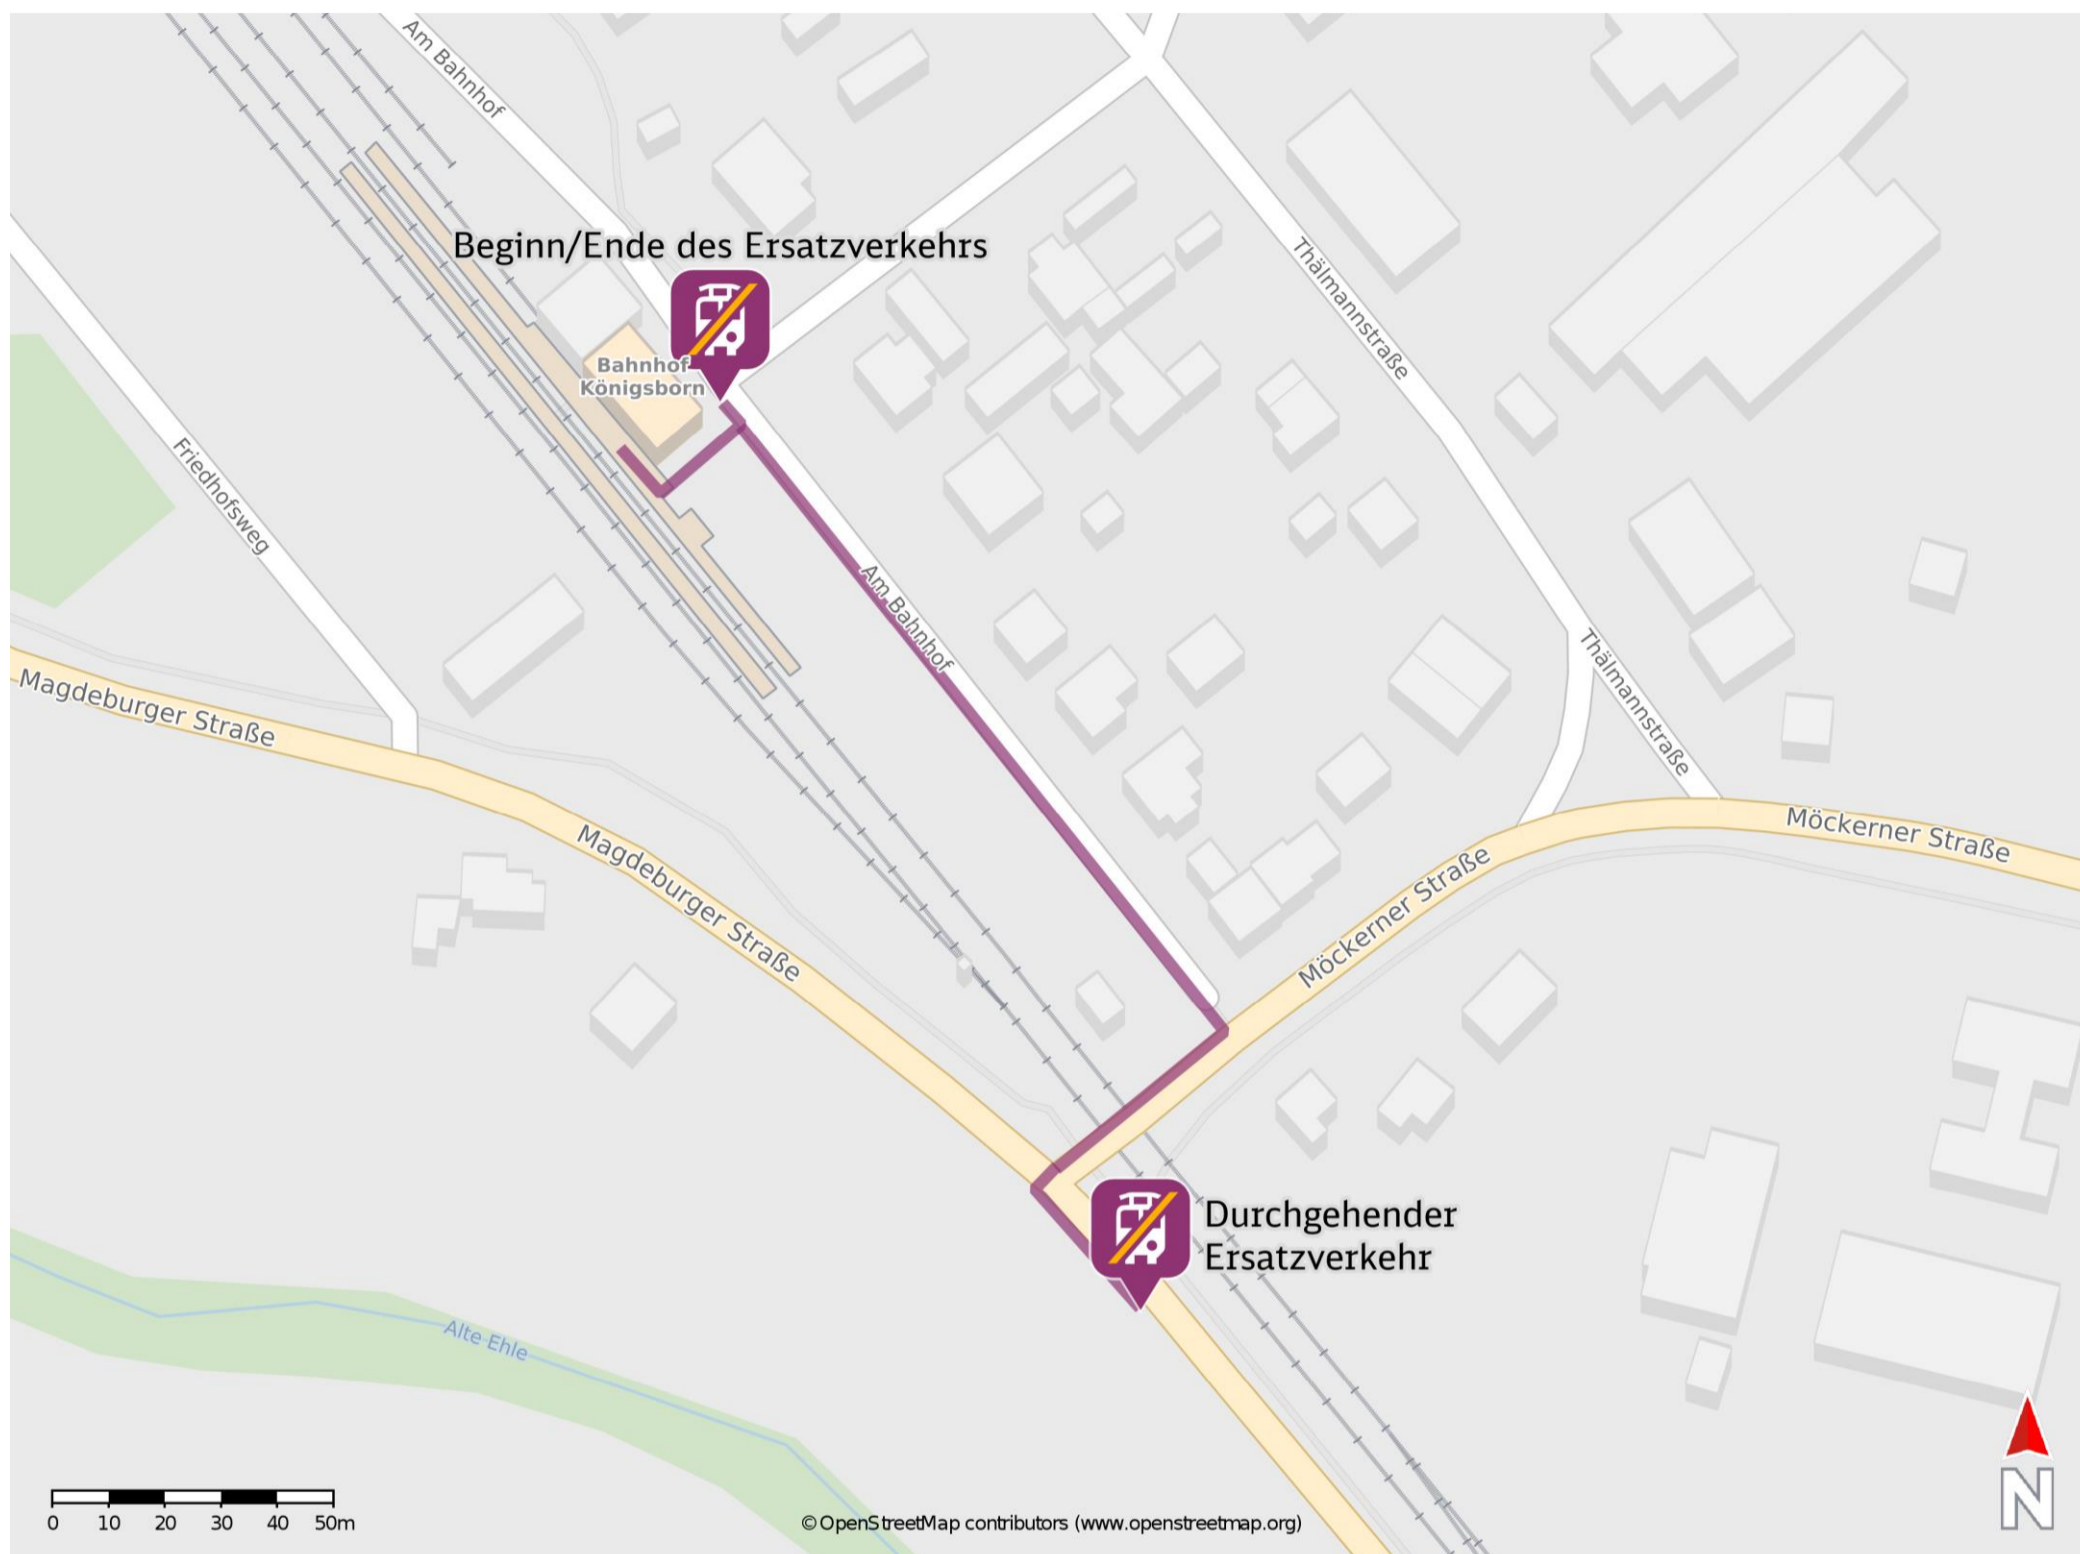 Am Bahnhof
Beginn/Ende des Ersatzverkehrs
Thälmannstraße
Bahnhof
Königsborn
Friedhofsweg
Am Bahnhof
Thälmannstraße
Magdeburger Straße
Magdeburger Straße
Möckerner Straße
Möckerner Straße
Durchgehender
Ersatzverkehr
Alte Ehle
0 10 20 30 40 50m
© OpenStreetMap contributors (www.openstreetmap.org)
N